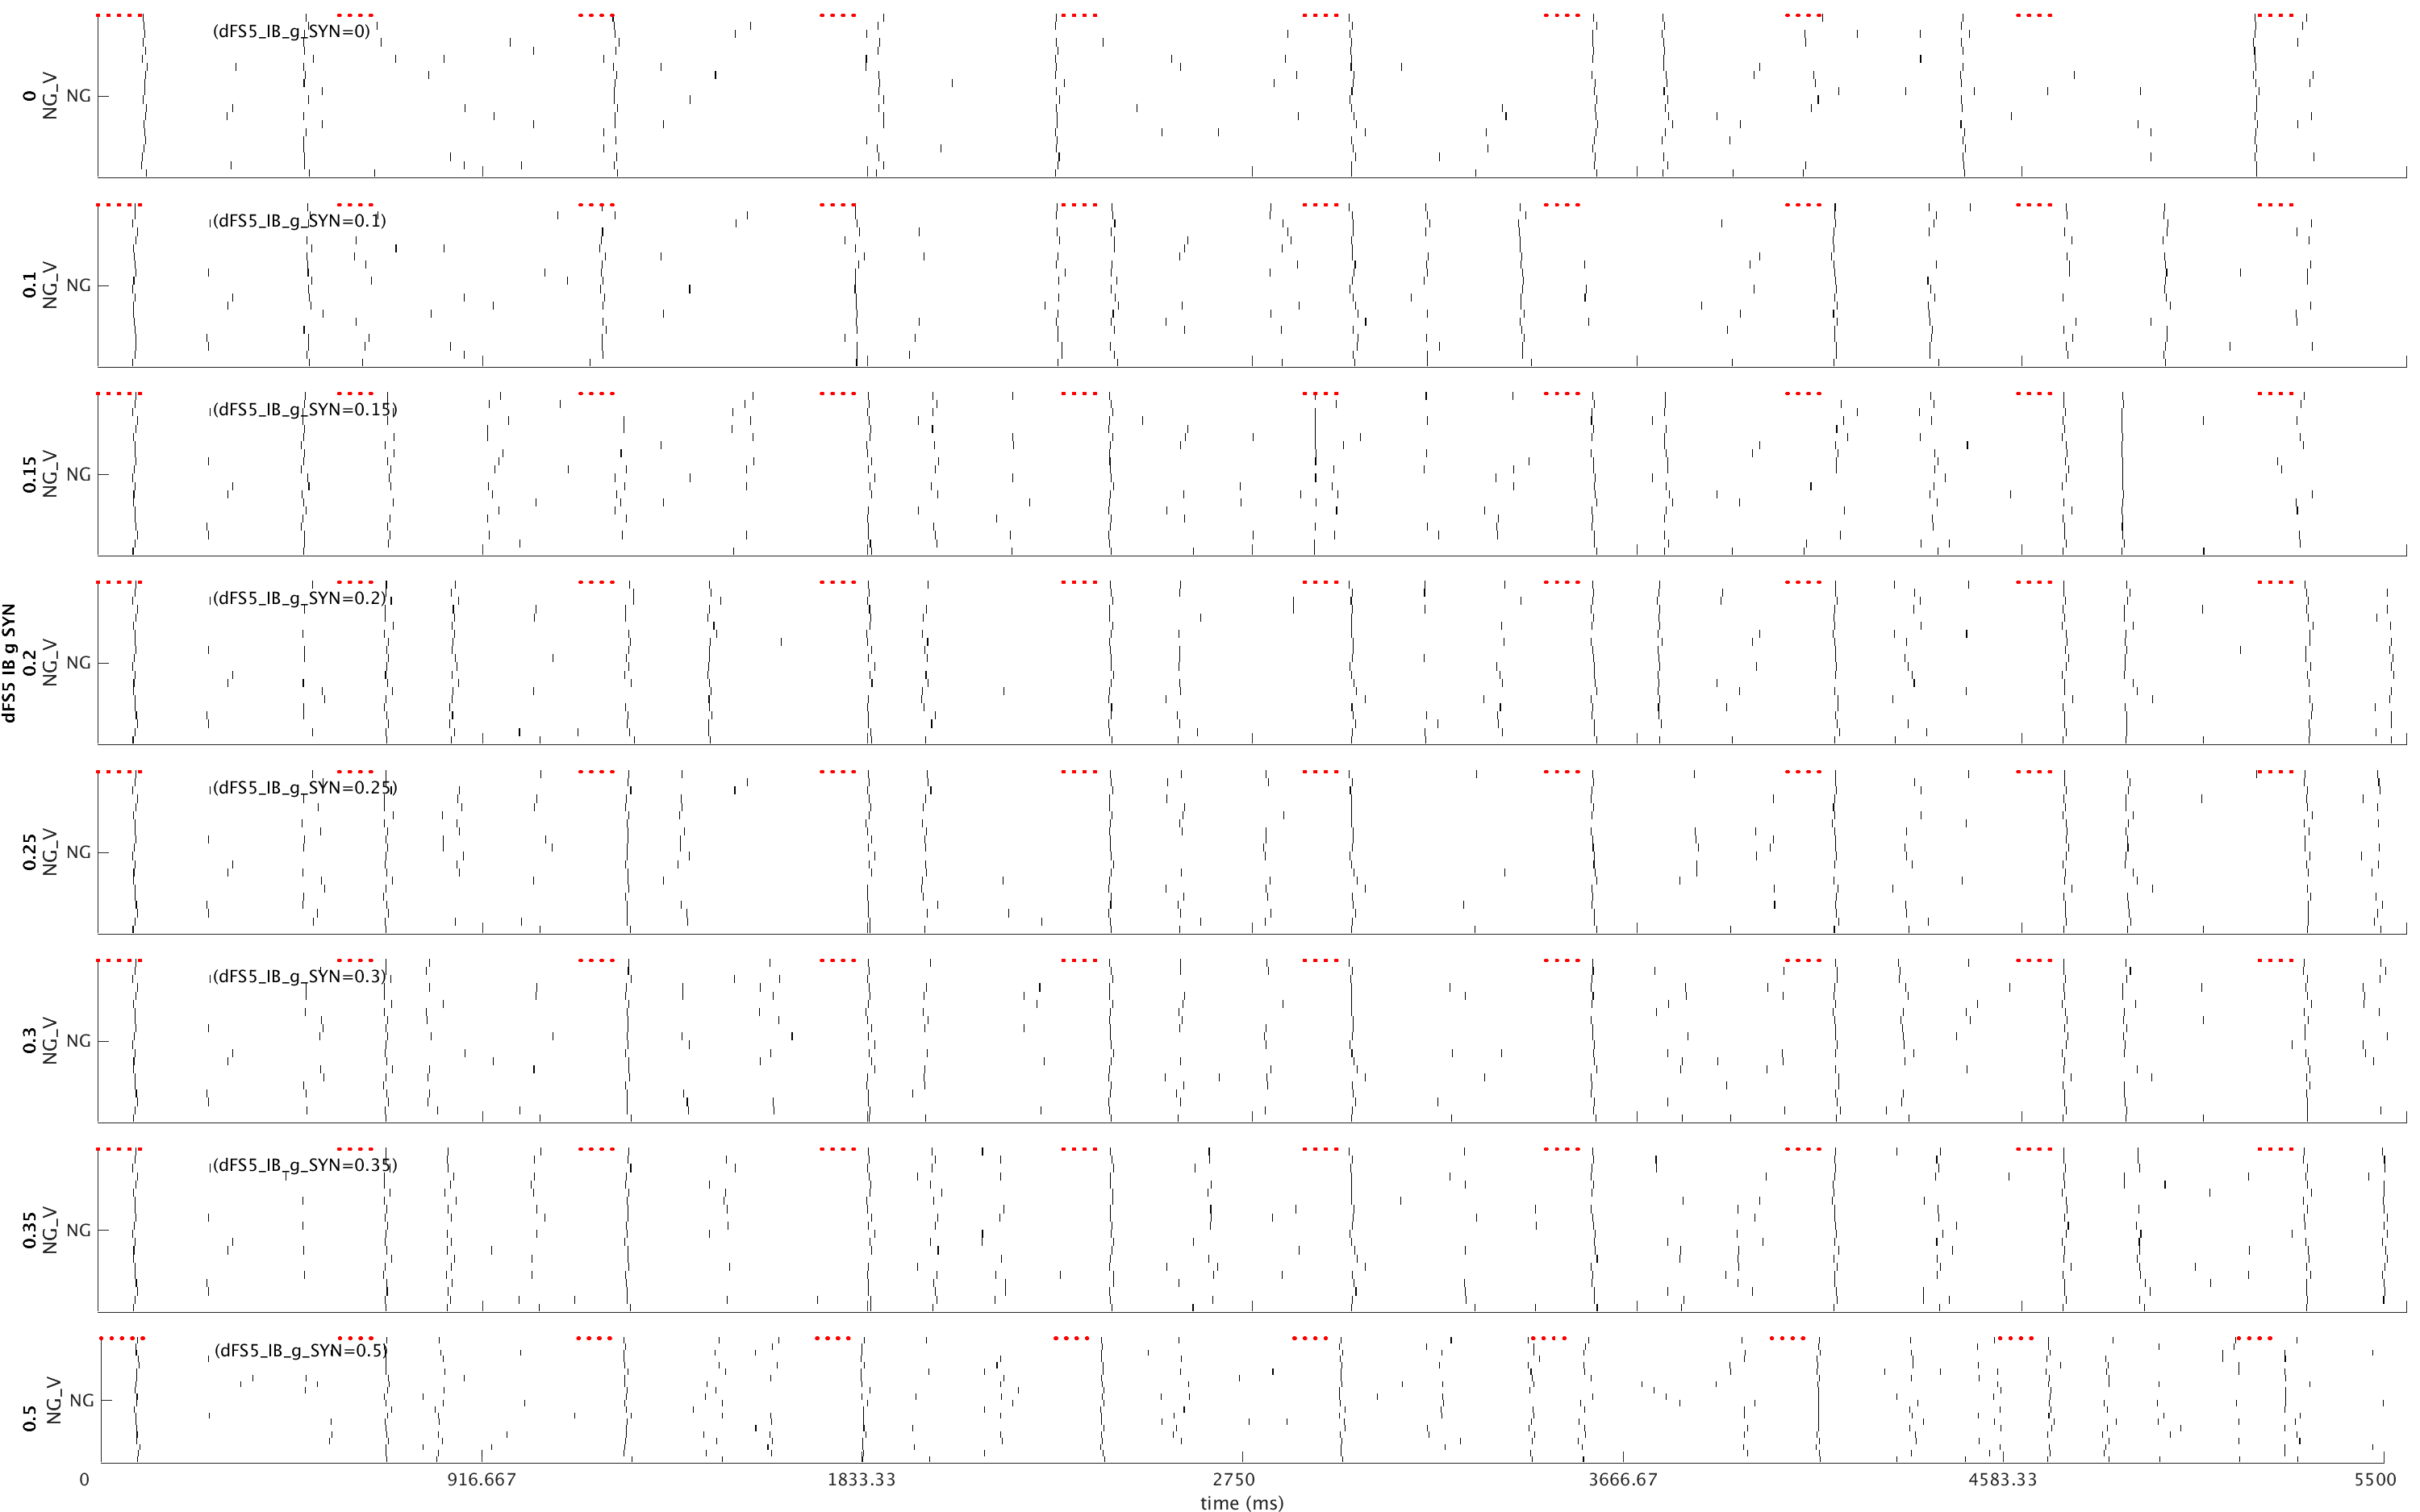 dFS5 IB g SYN
0
NG_V
NG
(dFS5_IB_g_SYN=0)
0.1
NG_V
NG
(dFS5_IB_g_SYN=0.1)
0.15
NG_V
NG
(dFS5_IB_g_SYN=0.15)
0.2
NG_V
NG
(dFS5_IB_g_SYN=0.2)
0.25
NG_V
NG
(dFS5_IB_g_SYN=0.25)
0.3
NG_V
NG
(dFS5_IB_g_SYN=0.3)
0.35
NG_V
NG
(dFS5_IB_g_SYN=0.35)
0.5
NG_V
NG
(dFS5_IB_g_SYN=0.5)
0 916.667 1833.33 2750 3666.67 4583.33 5500
time (ms)